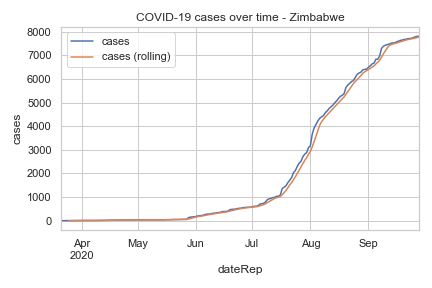 COVID-19 cases over time - Zimbabwe
8000
7000
6000
5000
4000
3000
2000
1000
0
cases
cases
cases (rolling)
Apr
2020
May
Jun
Jul
Aug
Sep
dateRep